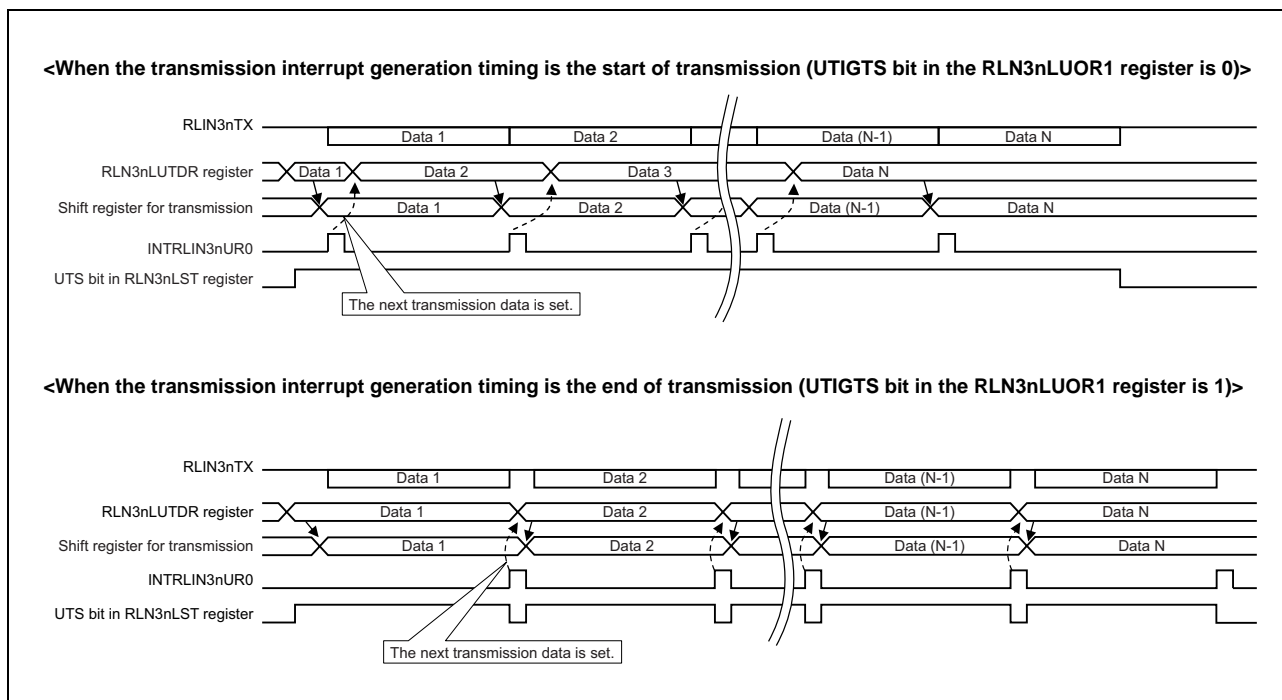 <When the transmission interrupt generation timing is the start of transmission (UTIGTS bit in the RLN3nLUOR1 register is 0)>
RLIN3nTX
Data 1 Data 2 Data (N-1) Data N
RLN3nLUTDR register
Data 1 Data 2 Data 3 Data N
Shift register for transmission
Data 1 Data 2 Data (N-1) Data N
INTRLIN3nUR0
UTS bit in RLN3nLST register
The next transmission data is set.
<When the transmission interrupt generation timing is the end of transmission (UTIGTS bit in the RLN3nLUOR1 register is 1)>
RLIN3nTX
Data 1 Data 2 Data (N-1) Data N
RLN3nLUTDR register
Data 1 Data 2 Data (N-1) Data N
Shift register for transmission
Data 1 Data 2 Data (N-1) Data N
INTRLIN3nUR0
UTS bit in RLN3nLST register
The next transmission data is set.